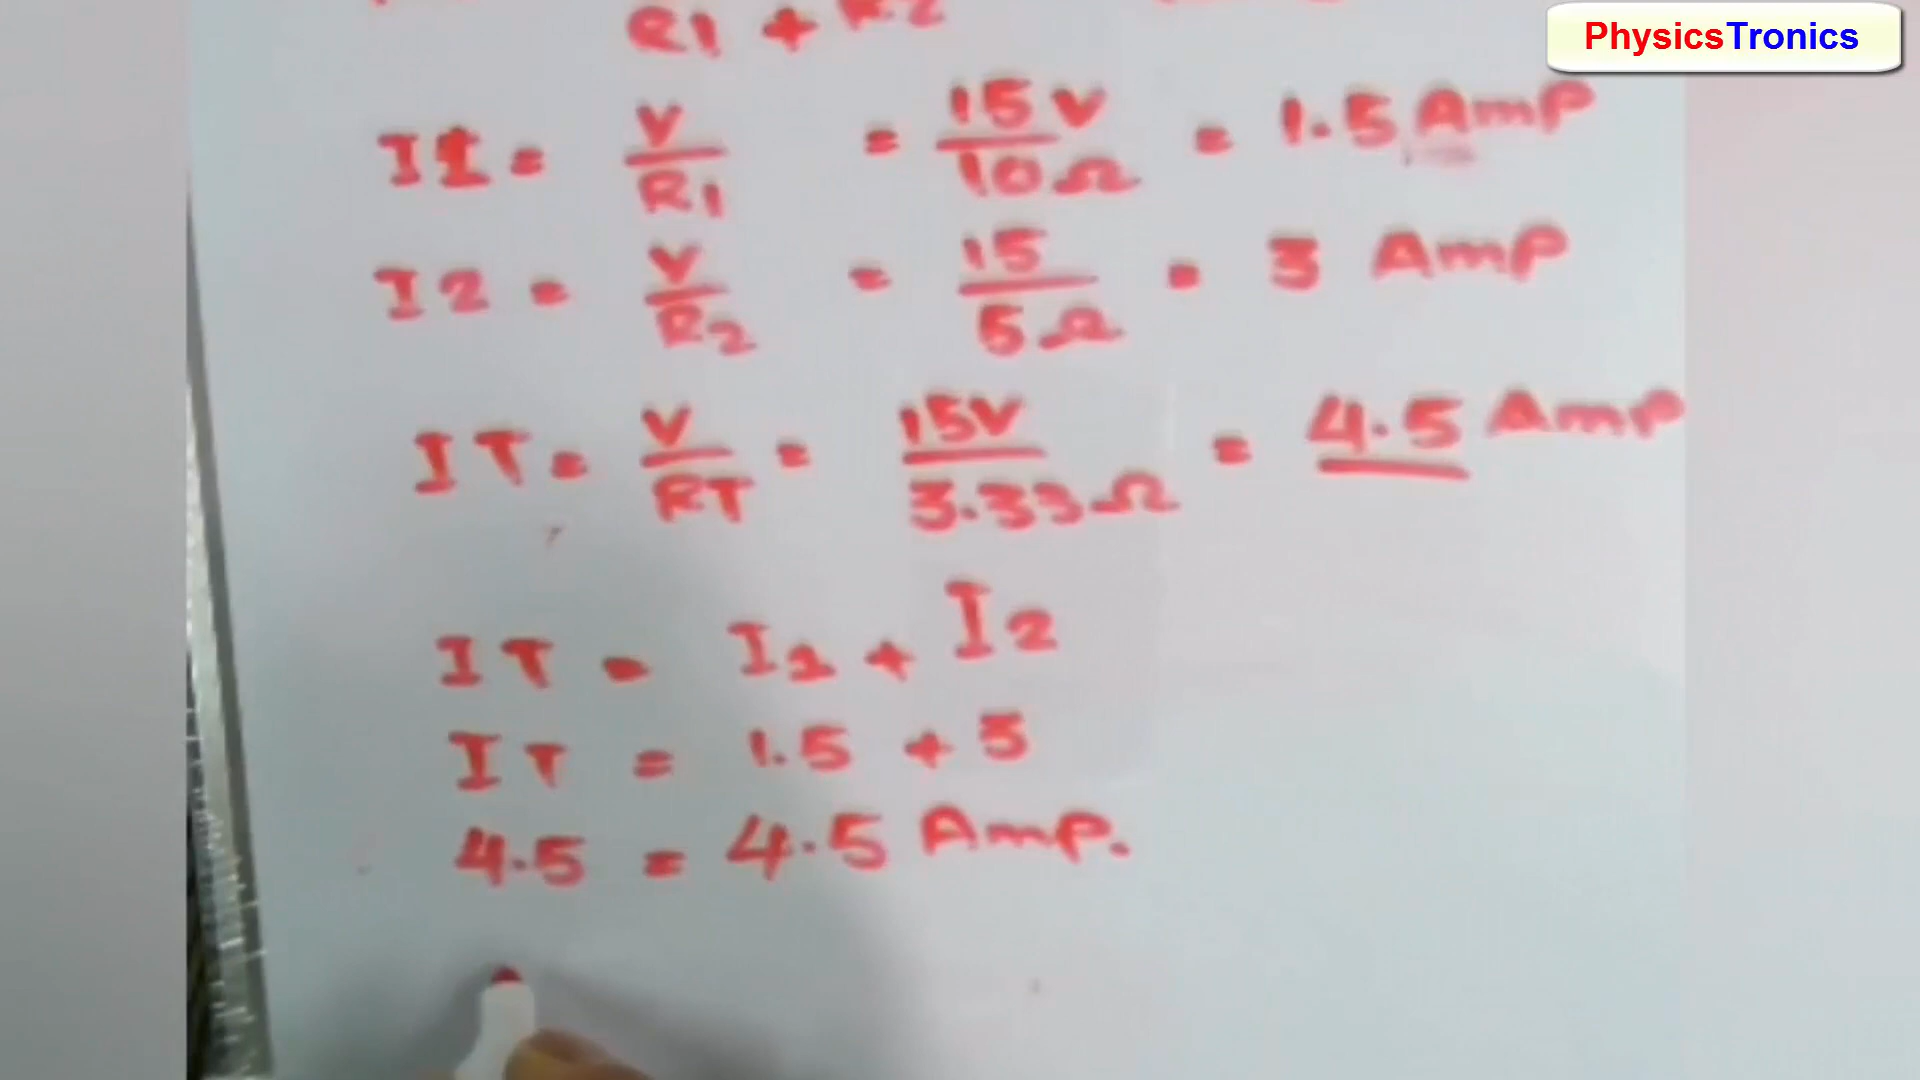 PhysicsTronics
R1 + R2
I1 = V/R1 = 15V/10Ω = 1.5 Amp
I2 = V/R2 = 15/5Ω = 3 Amp
IT = V/RT = 15V/3.33Ω = 4.5 Amp
IT = I1 + I2
IT = 1.5 + 3
4.5 = 4.5 Amp.